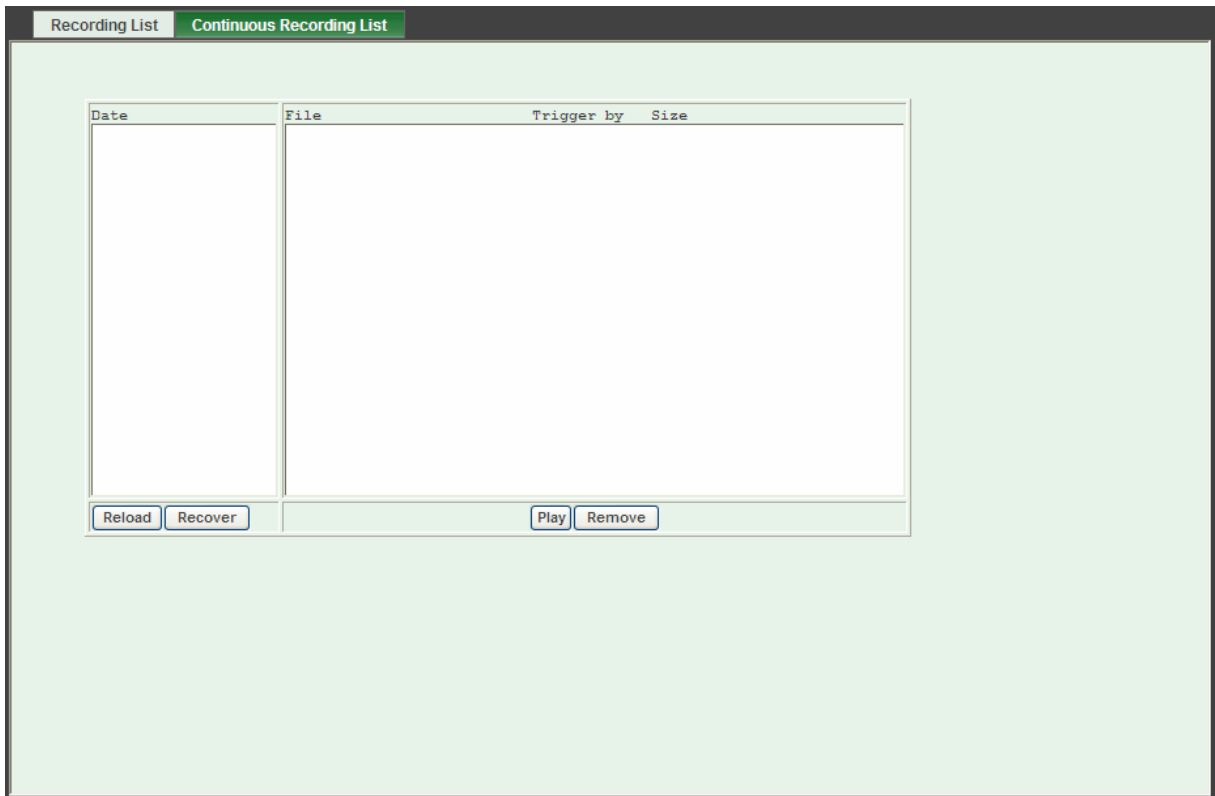 Recording List Continuous Recording List
Date File Trigger by Size
Reload Recover Play Remove